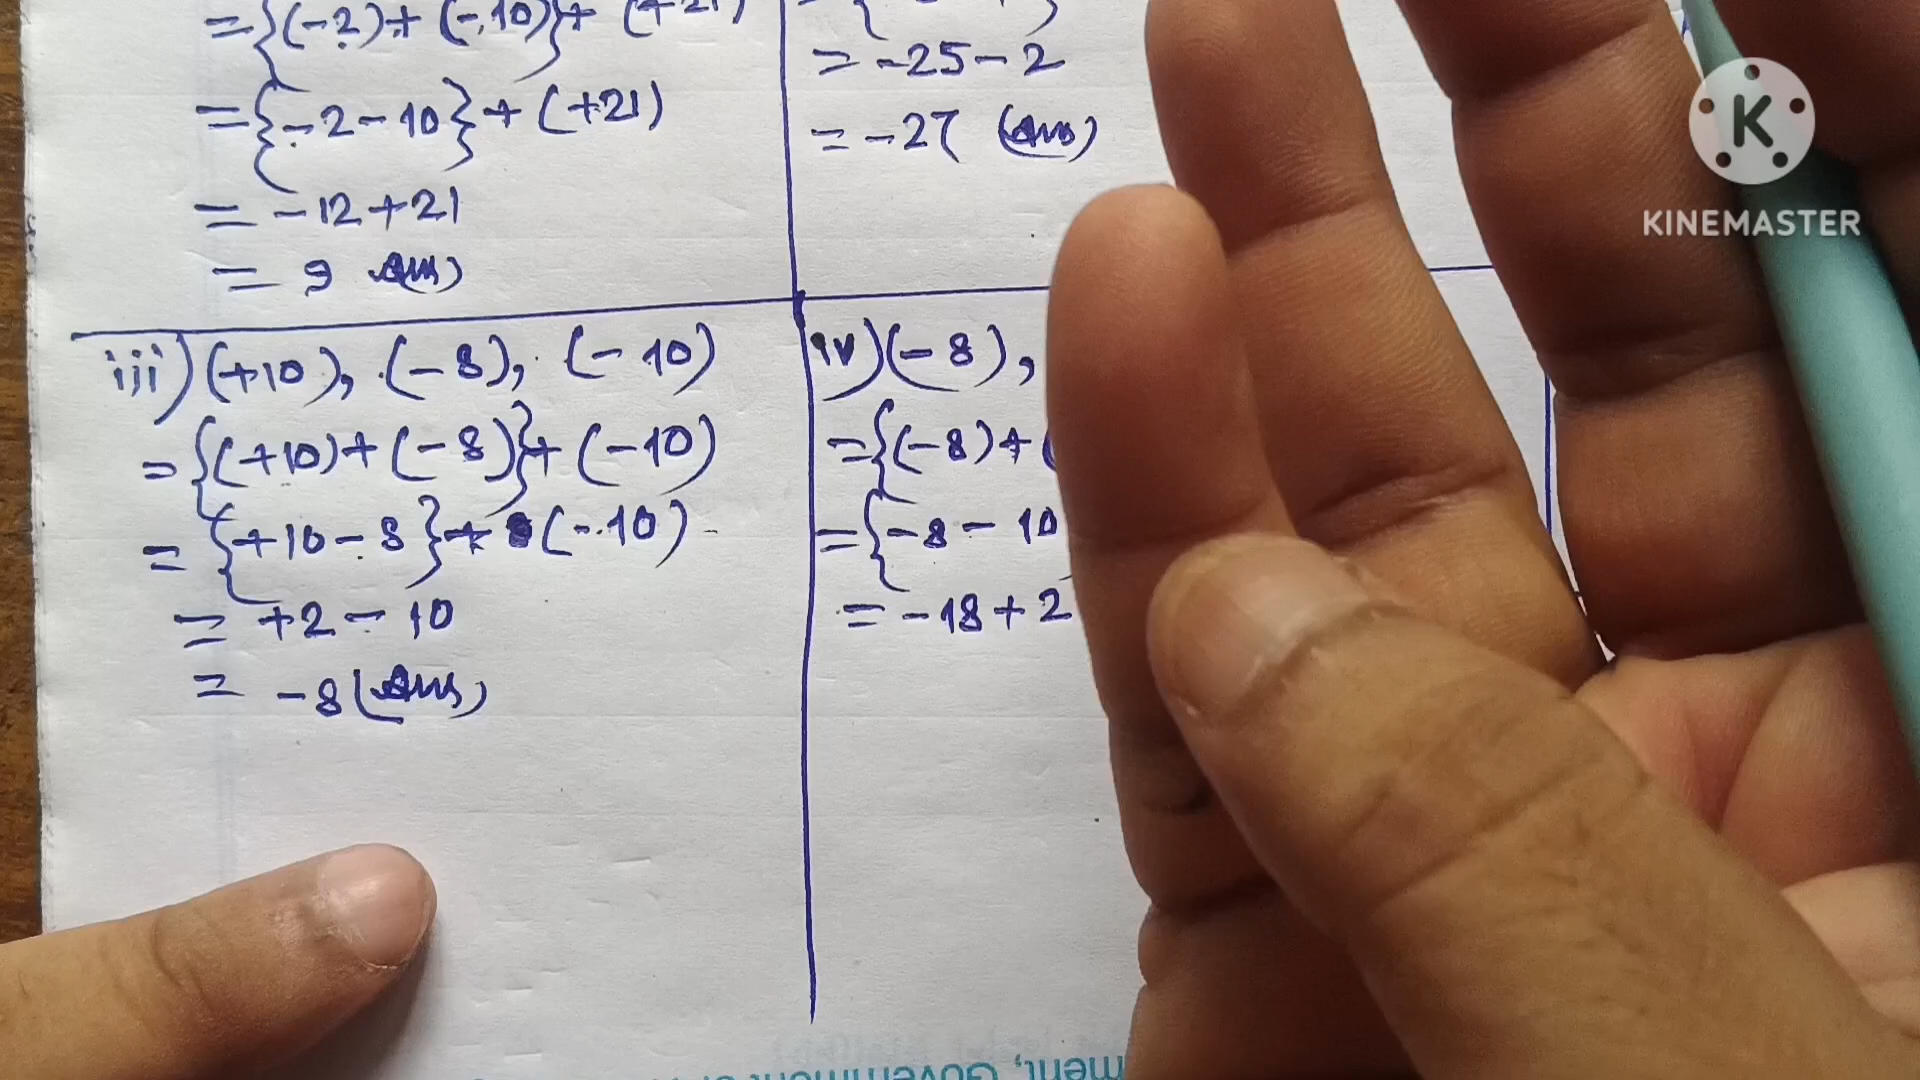 ={(-2)+(-10)}+(+21)
={-2-10}+(+21)
= -12+21
= 9 Ans)
= -25-2
= -27 (Ans)
iii) (+10), (-8), (-10)
={(+10)+(-8)}+(-10)
={+10-8}+(-10)
= +2-10
= -8(Ans)
iv) (-8),
={(-8)+(
={-8-10
= -18+2
KINEMASTER